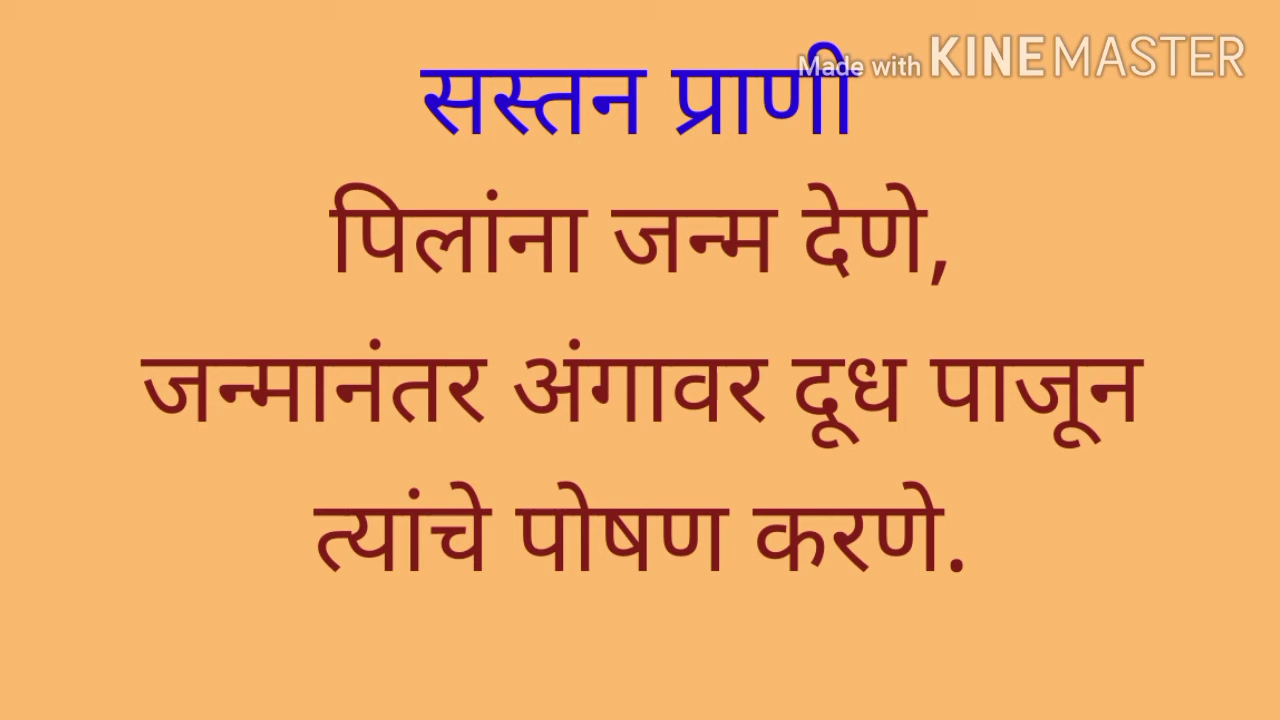 Made with KINEMASTER
सस्तन प्राणी
पिलांना जन्म देणे,
जन्मानंतर अंगावर दूध पाजून
त्यांचे पोषण करणे.